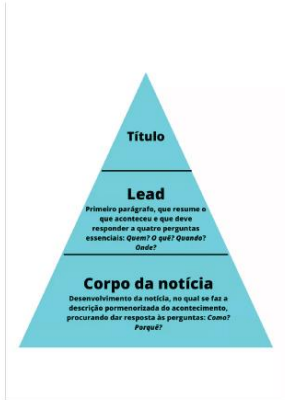 Título
Lead
Primeiro parágrafo, que resume o
que aconteceu e que deve
responder a quatro perguntas
essenciais: Quem? O quê? Quando?
Onde?
Corpo da notícia
Desenvolvimento da notícia, no qual se faz a
descrição pormenorizada do acontecimento,
procurando dar resposta às perguntas: Como?
Porquê?